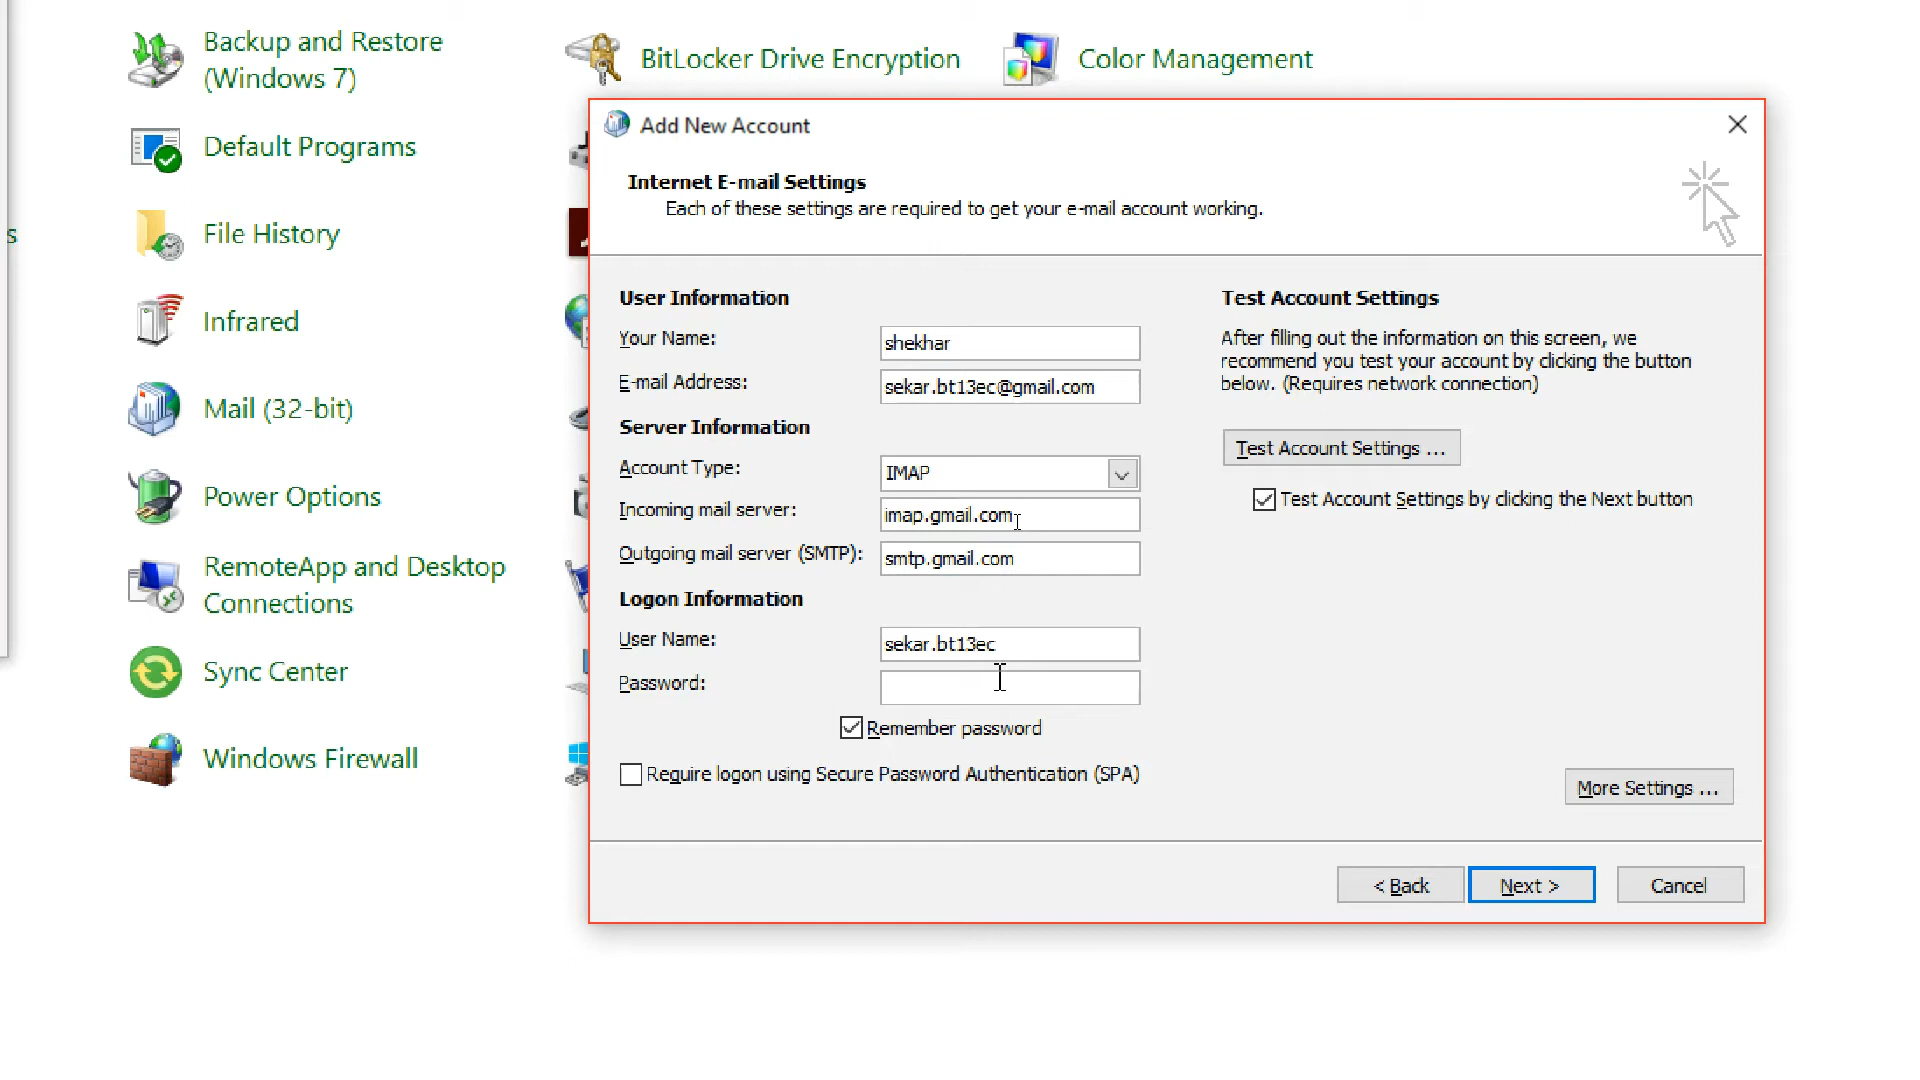 Backup and Restore
(Windows 7)
BitLocker Drive Encryption
Color Management
Default Programs
s
File History
Infrared
Mail (32-bit)
Power Options
RemoteApp and Desktop
Connections
Sync Center
Windows Firewall
Add New Account
Internet E-mail Settings
Each of these settings are required to get your e-mail account working.
User Information
Your Name: shekhar
E-mail Address: sekar.bt13ec@gmail.com
Server Information
Account Type: IMAP
Incoming mail server: imap.gmail.com
Outgoing mail server (SMTP): smtp.gmail.com
Logon Information
User Name: sekar.bt13ec
Password:
Remember password
Require logon using Secure Password Authentication (SPA)
Test Account Settings
After filling out the information on this screen, we
recommend you test your account by clicking the button
below. (Requires network connection)
Test Account Settings ...
Test Account Settings by clicking the Next button
More Settings ...
< Back
Next >
Cancel